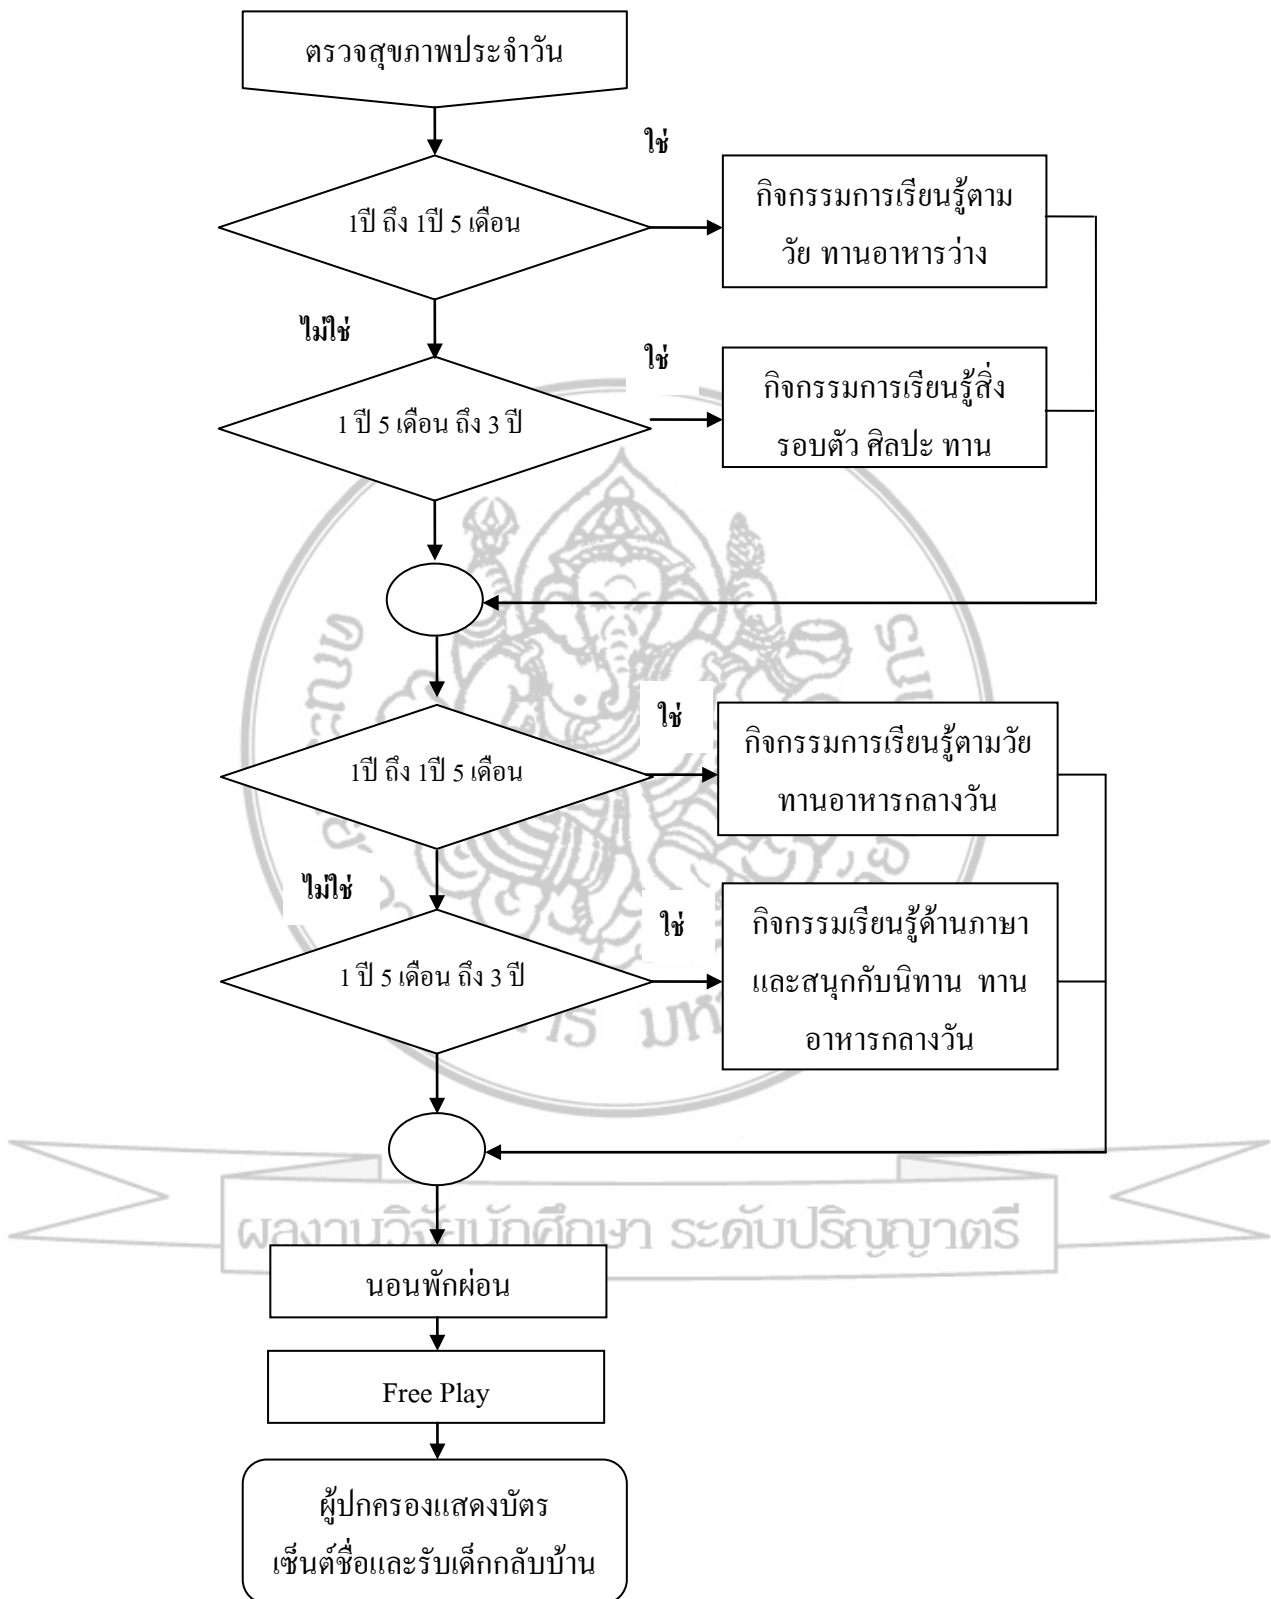 ตรวจสุขภาพประจำวัน
ใช่
1ปี ถึง 1ปี 5 เดือน
กิจกรรมการเรียนรู้ตาม
วัย ทานอาหารว่าง
ไม่ใช่
ใช่
1 ปี 5 เดือน ถึง 3 ปี
กิจกรรมการเรียนรู้สิ่ง
รอบตัว ศิลปะ ทาน
ใช่
1ปี ถึง 1ปี 5 เดือน
กิจกรรมการเรียนรู้ตามวัย
ทานอาหารกลางวัน
ไม่ใช่
ใช่
1 ปี 5 เดือน ถึง 3 ปี
กิจกรรมเรียนรู้ด้านภาษา
และสนุกกับนิทาน ทาน
อาหารกลางวัน
ผลงานวิจัยนักศึกษา ระดับปริญญาตรี
นอนพักผ่อน
Free Play
ผู้ปกครองแสดงบัตร
เซ็นต์ชื่อและรับเด็กกลับบ้าน